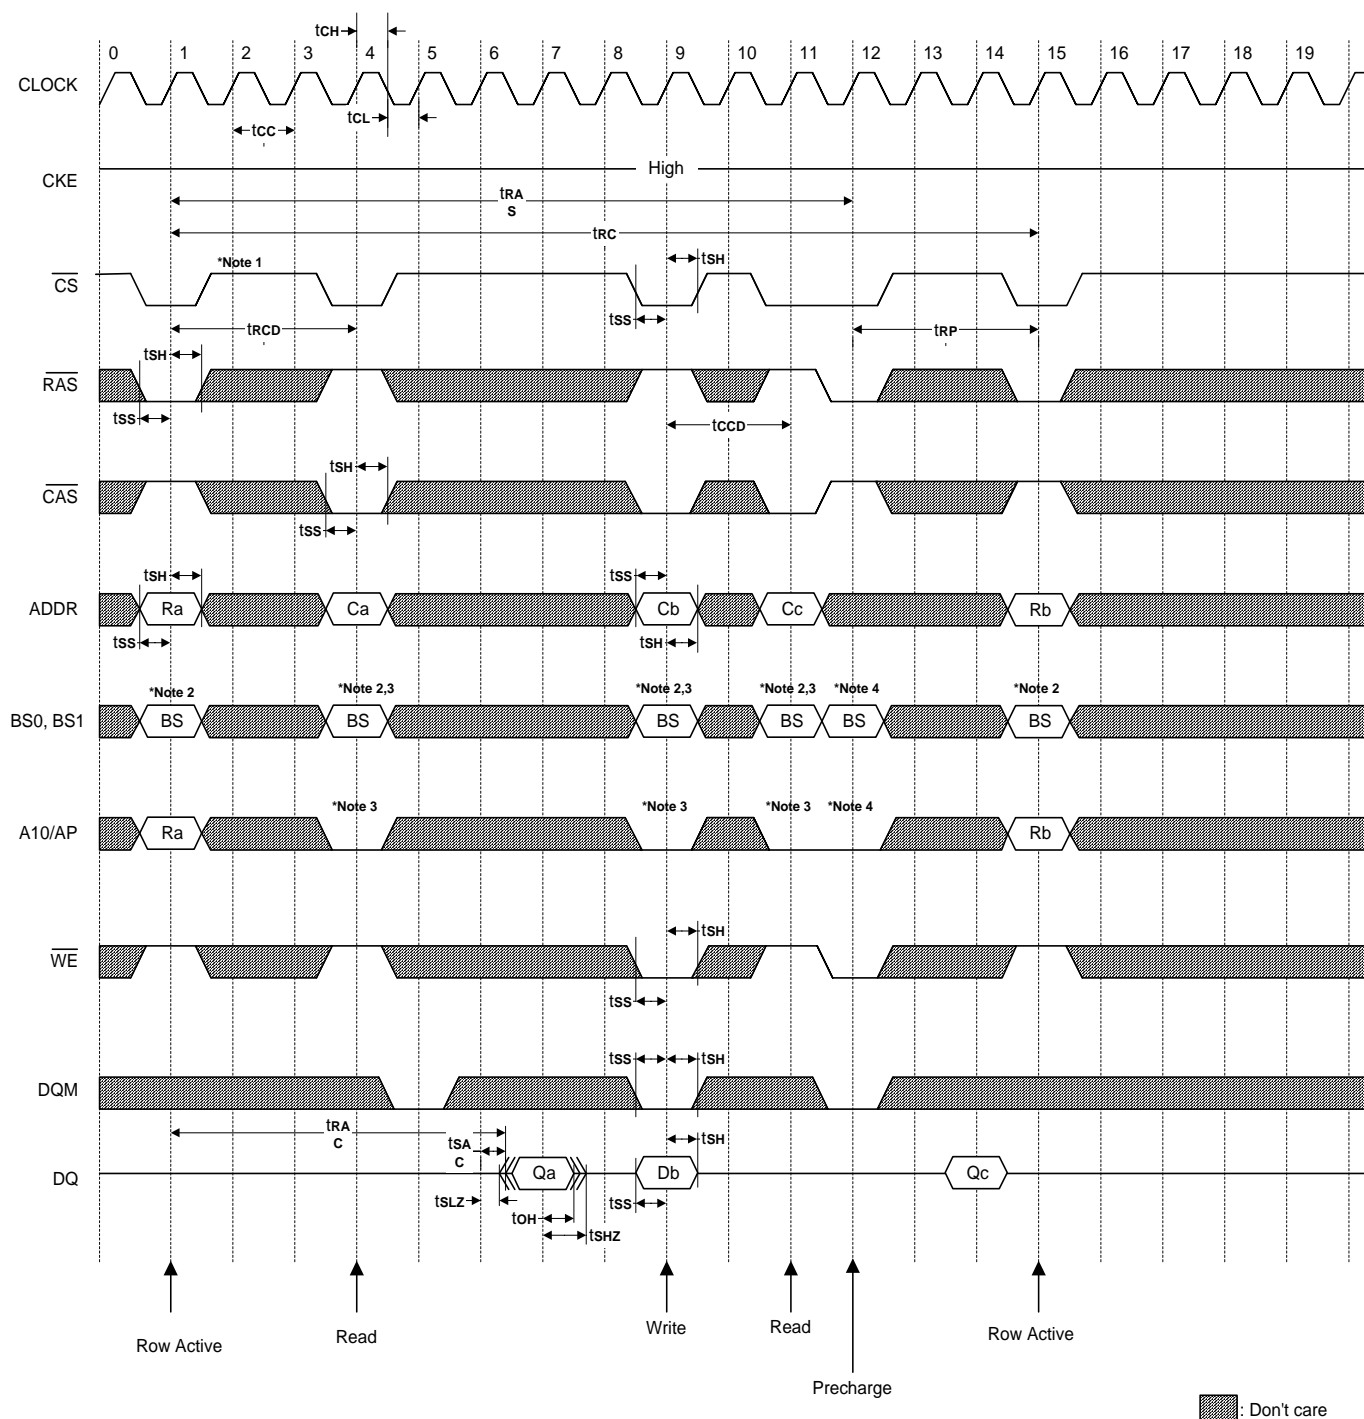 tCH
0 1 2 3 4 5 6 7 8 9 10 11 12 13 14 15 16 17 18 19
CLOCK
tCC
tCL
High
CKE
tRA
S
tRC
*Note 1
tSH
CS
tSS
tRCD
tRP
tSH
RAS
tSS
tCCD
tSH
CAS
tSS
tSH
tSS
ADDR
Ra
Ca
Cb
Cc
Rb
tSS
tSH
*Note 2
*Note 2,3
*Note 2,3
*Note 2,3
*Note 4
*Note 2
BS0, BS1
BS
BS
BS
BS
BS
BS
*Note 3
*Note 3
*Note 3
*Note 4
A10/AP
Ra
Rb
tSH
WE
tSS
tSS
tSH
DQM
tRA
C
tSA
C
tSH
DQ
Qa
Db
Qc
tSLZ
tSS
tOH
tSHZ
Row Active
Read
Write
Read
Row Active
Precharge
: Don't care